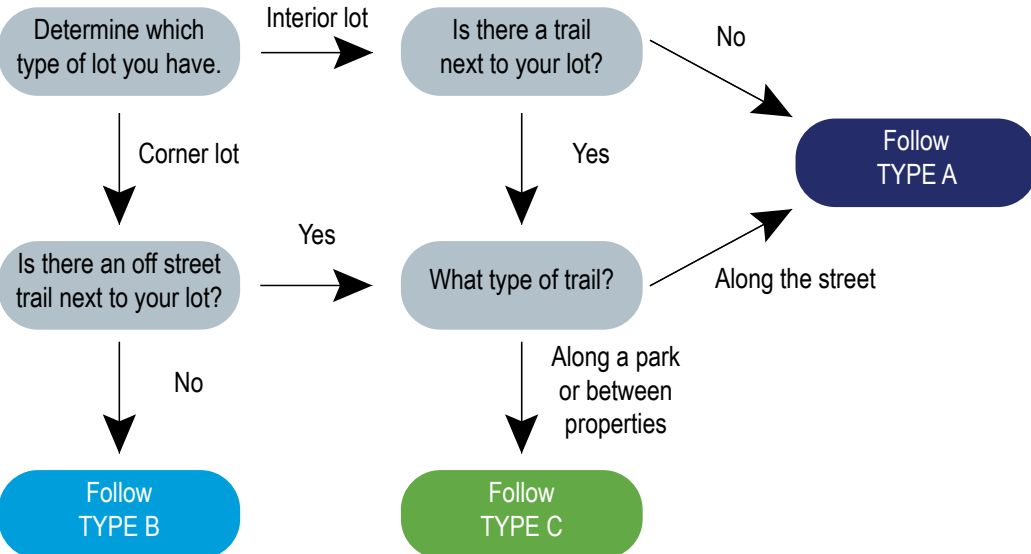 Determine which
type of lot you have.
Interior lot
Is there a trail
next to your lot?
No
Follow
TYPE A
Corner lot
Yes
Is there an off street
trail next to your lot?
Yes
What type of trail?
Along the street
No
Along a park
or between
properties
Follow
TYPE B
Follow
TYPE C